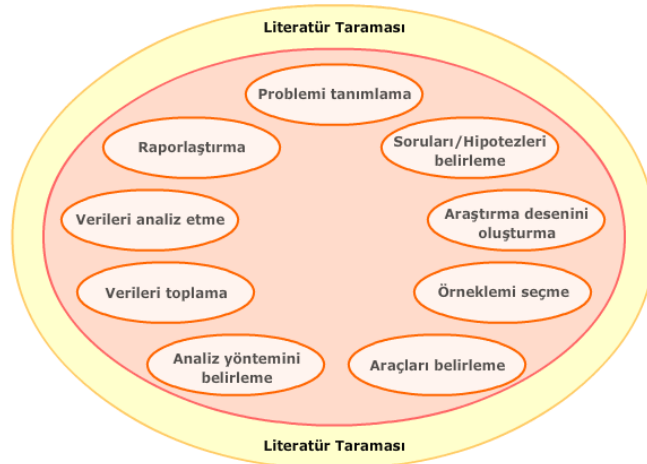 Literatür Taraması
Problemi tanımlama
Soruları/Hipotezleri
belirleme
Araştırma desenini
oluşturma
Örneklemi seçme
Araçları belirleme
Analiz yöntemini
belirleme
Verileri toplama
Verileri analiz etme
Raporlaştırma
Literatür Taraması